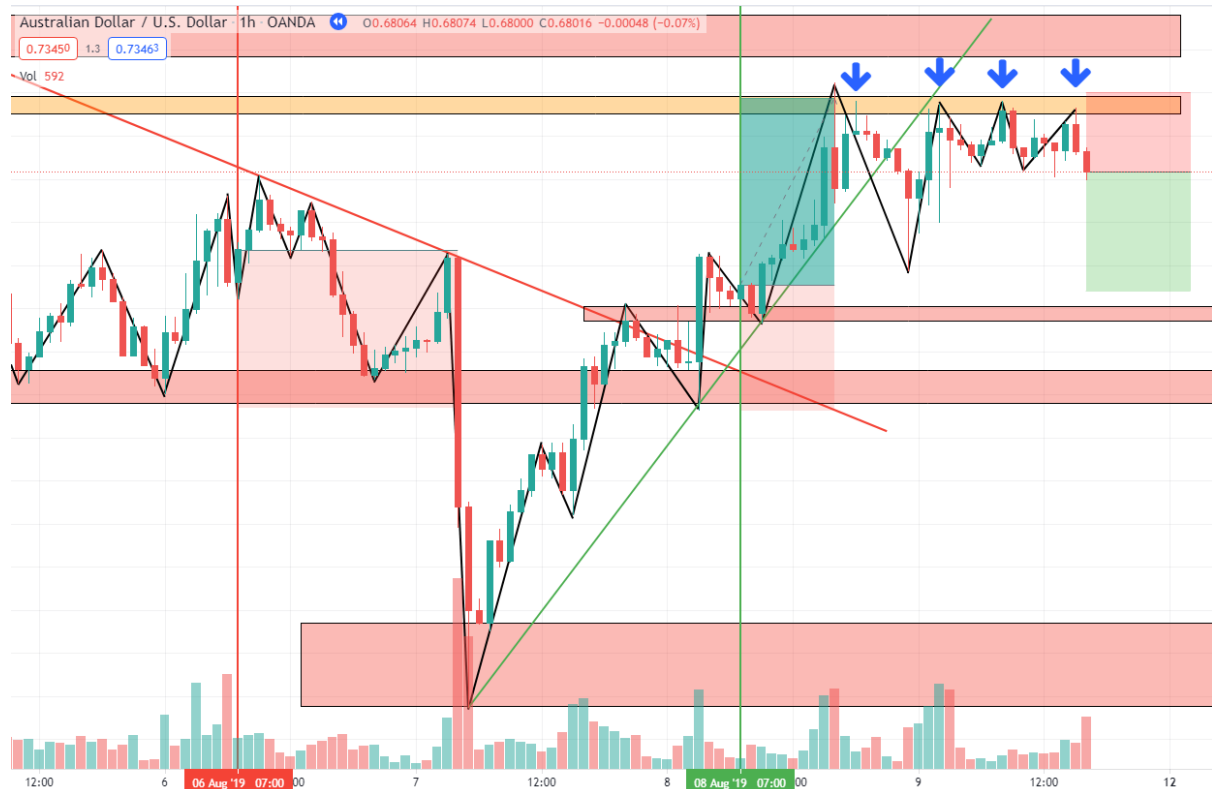 Australian Dollar / U.S. Dollar · 1h · OANDA O0.68064 H0.68074 L0.68000 C0.68016 −0.00048 (−0.07%)
0.73450 1.3 0.73463
Vol 592
12:00 6 06 Aug '19 07:00 :00 7 12:00 8 08 Aug '19 07:00 :00 9 12:00 12